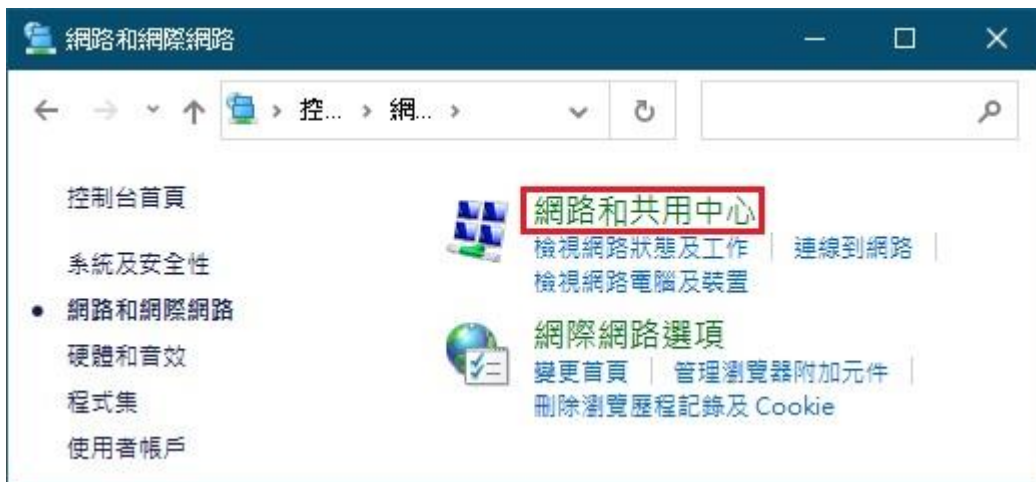 網路和網際網路
控... › 網... ›
控制台首頁
系統及安全性
網路和網際網路
硬體和音效
程式集
使用者帳戶
網路和共用中心
檢視網路狀態及工作 連線到網路
檢視網路電腦及裝置
網際網路選項
變更首頁 管理瀏覽器附加元件
刪除瀏覽歷程記錄及 Cookie